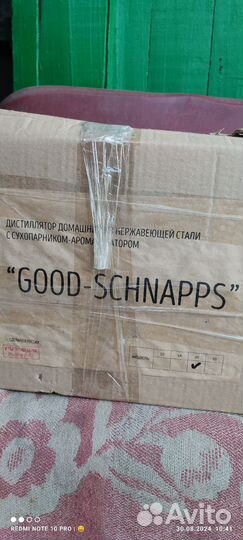 ДИСТИЛЛЯТОР ДОМАШНИЙ ИЗ НЕРЖАВЕЮЩЕЙ СТАЛИ
С СУХОПАРНИКОМ-АРОМАТИЗАТОРОМ
"GOOD-SCHNAPPS"
МОДЕЛЬ
REDMI NOTE 10 PRO
30.08.2024 10:41
Avito